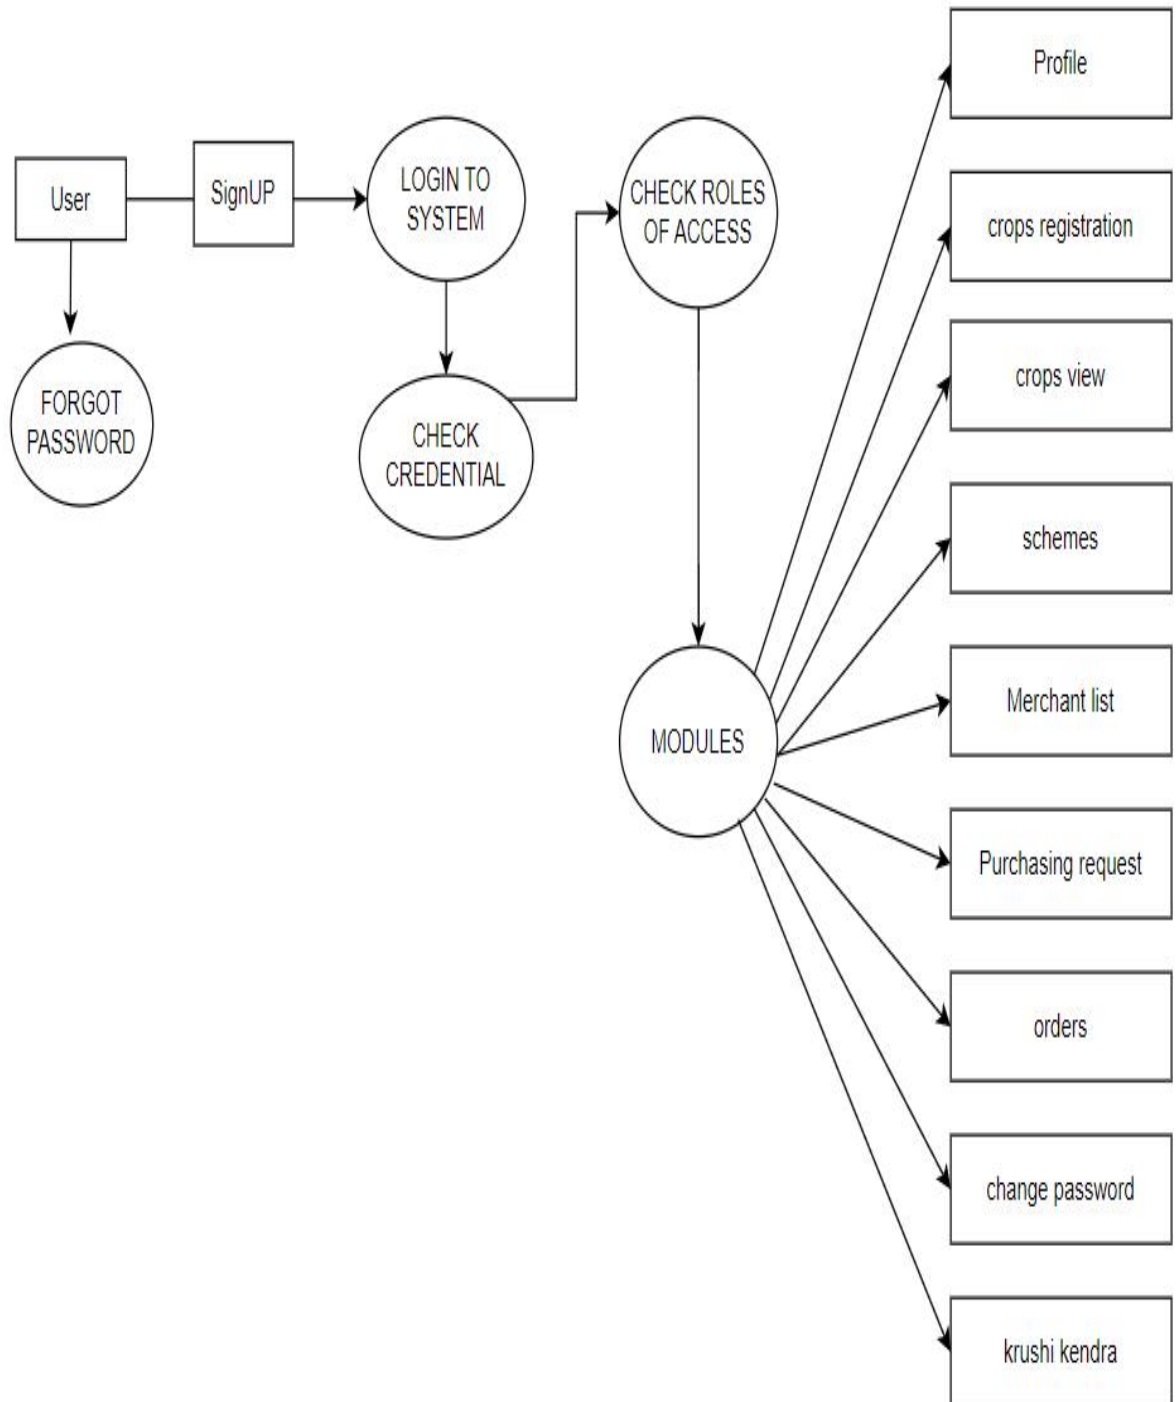 User
SignUP
LOGIN TO
SYSTEM
CHECK ROLES
OF ACCESS
FORGOT
PASSWORD
CHECK
CREDENTIAL
MODULES
Profile
crops registration
crops view
schemes
Merchant list
Purchasing request
orders
change password
krushi kendra